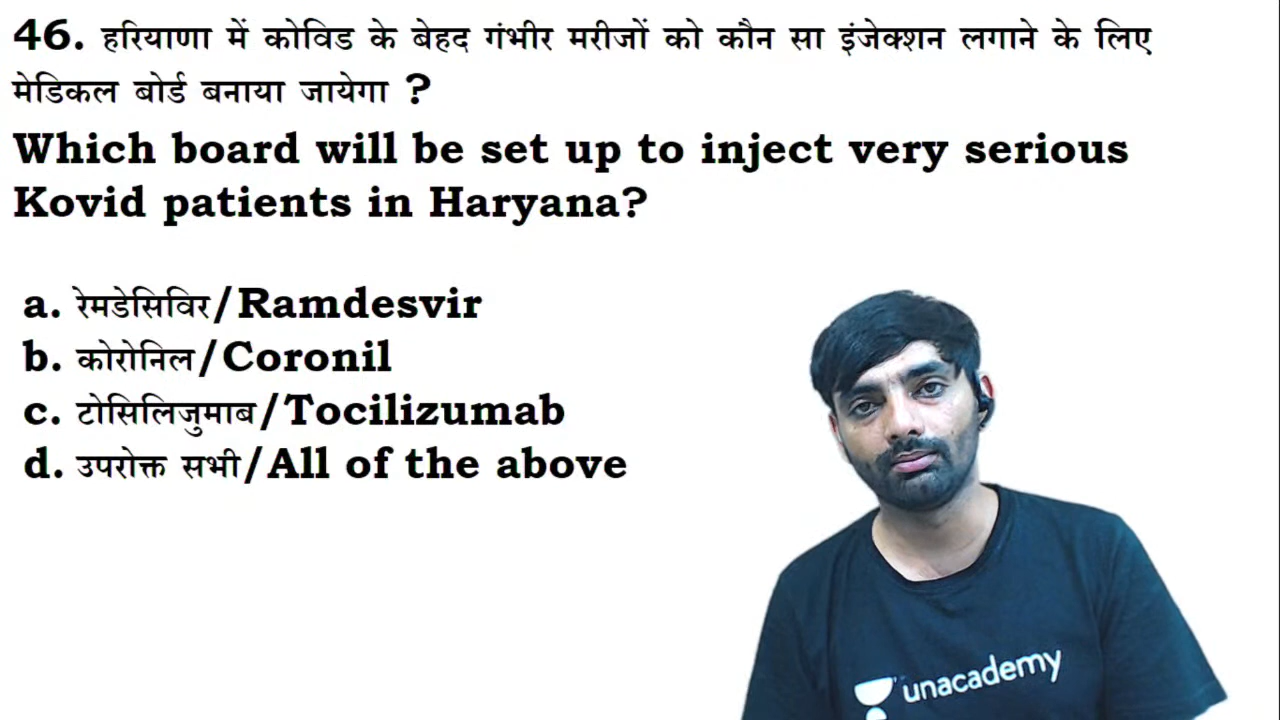 46. हरियाणा में कोविड के बेहद गंभीर मरीजों को कौन सा इंजेक्शन लगाने के लिए
मेडिकल बोर्ड बनाया जायेगा ?
Which board will be set up to inject very serious
Kovid patients in Haryana?
a. रेमडेसिविर/Ramdesvir
b. कोरोनिल/Coronil
c. टोसिलिजुमाब/Tocilizumab
d. उपरोक्त सभी/All of the above
unacademy